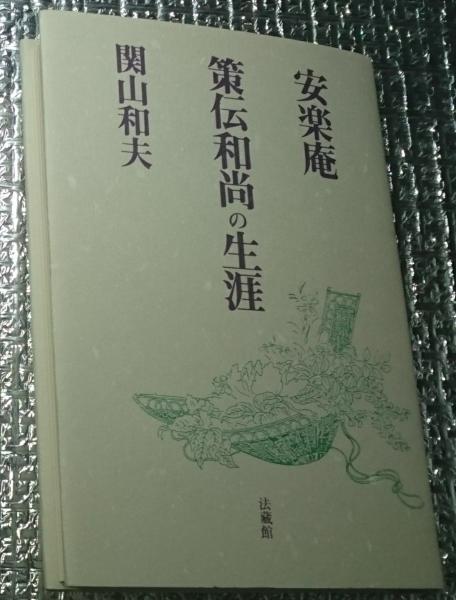 安楽庵
策伝和尚の生涯
関山和夫
法藏館